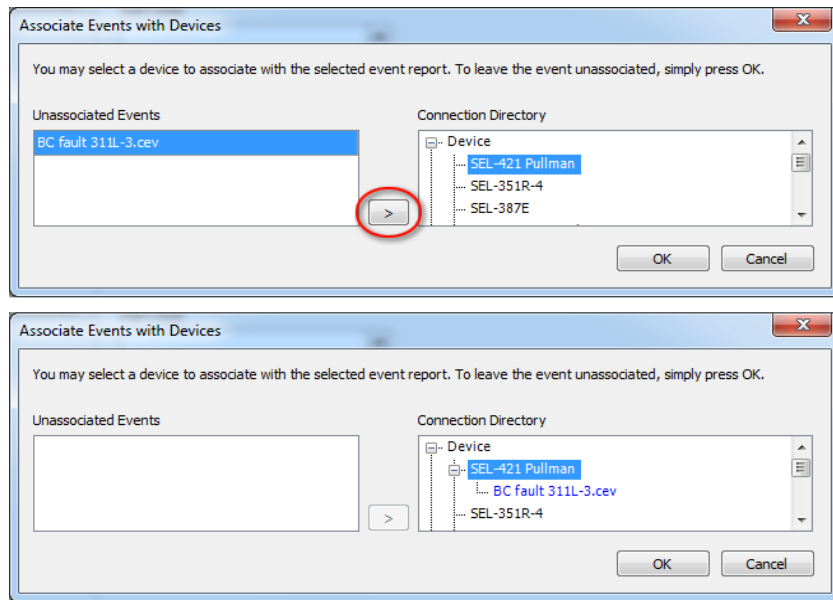 Associate Events with Devices
You may select a device to associate with the selected event report. To leave the event unassociated, simply press OK.
Unassociated Events
BC fault 311L-3.cev
>
Connection Directory
Device
SEL-421 Pullman
SEL-351R-4
SEL-387E
OK
Cancel
Associate Events with Devices
You may select a device to associate with the selected event report. To leave the event unassociated, simply press OK.
Unassociated Events
>
Connection Directory
Device
SEL-421 Pullman
BC fault 311L-3.cev
SEL-351R-4
OK
Cancel